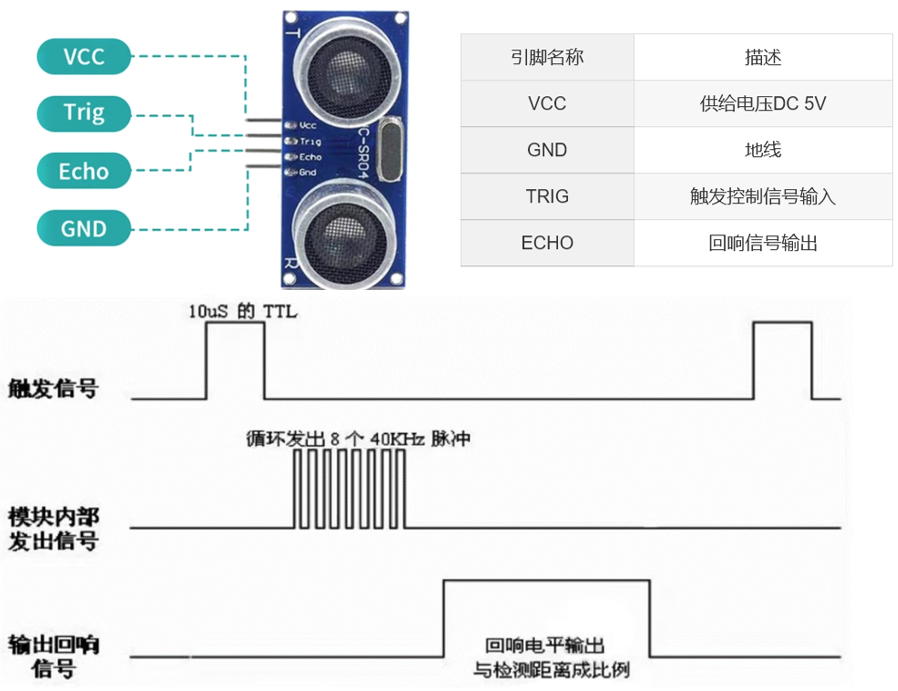 VCC
Trig
Echo
GND
T
Vcc
Trig
Echo
Gnd
C-SR04
R
引脚名称 描述
VCC 供给电压DC 5V
GND 地线
TRIG 触发控制信号输入
ECHO 回响信号输出
10uS 的 TTL
触发信号
循环发出 8 个 40KHz 脉冲
模块内部
发出信号
输出回响
信号
回响电平输出
与检测距离成比例